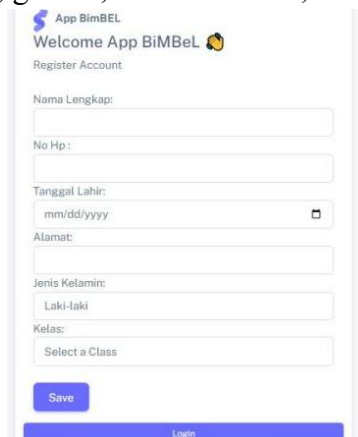 App BimBEL
Welcome App BiMBeL 👏
Register Account
Nama Lengkap:
No Hp :
Tanggal Lahir:
mm/dd/yyyy
Alamat:
Jenis Kelamin:
Laki-laki
Kelas:
Select a Class
Save
Login